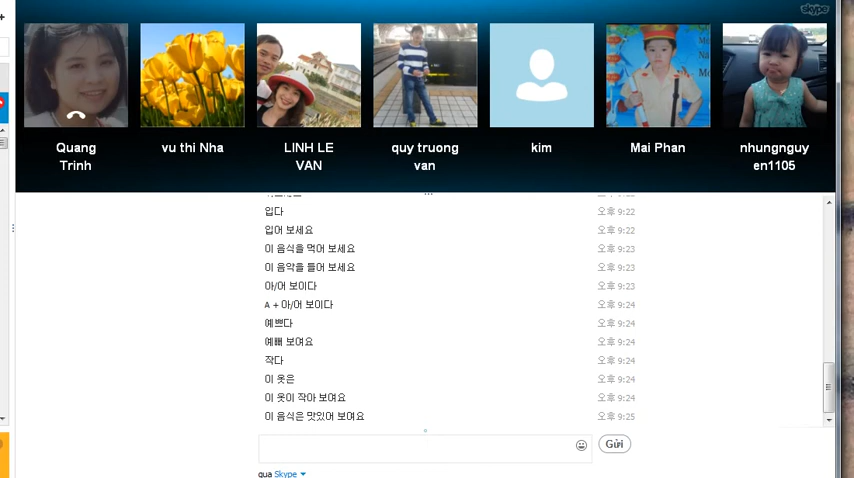 skype
Quang
Trinh
vu thi Nha
LINH LE
VAN
quy truong
van
kim
Mai Phan
nhungnguy
en1105
입다 오후 9:22
입어 보세요 오후 9:22
이 음식을 먹어 보세요 오후 9:23
이 음악을 들어 보세요 오후 9:23
아/어 보이다 오후 9:23
A + 아/어 보이다 오후 9:24
예쁘다 오후 9:24
예뻐 보여요 오후 9:24
작다 오후 9:24
이 옷은 오후 9:24
이 옷이 작아 보여요 오후 9:24
이 음식은 맛있어 보여요 오후 9:25
Gửi
qua Skype